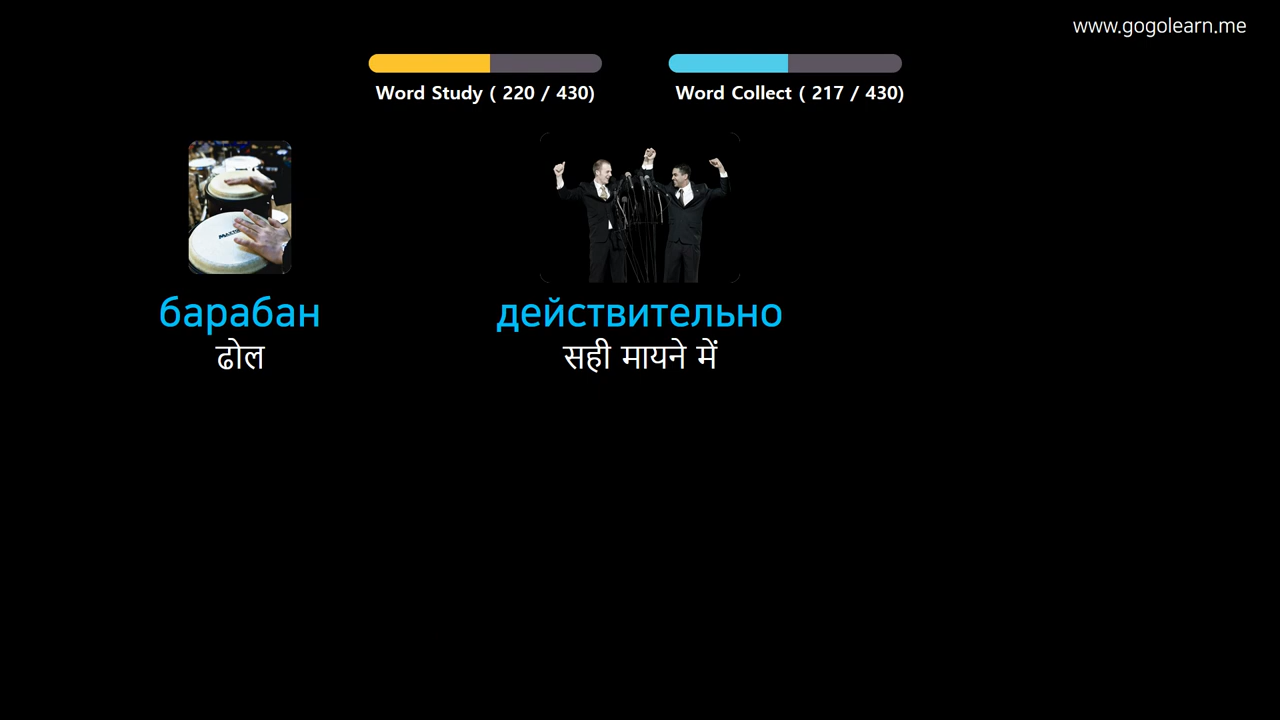 www.gogolearn.me
Word Study ( 220 / 430)
Word Collect ( 217 / 430)
барабан
ढोल
действительно
सही मायने में